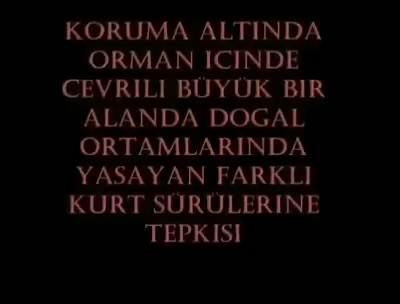 KORUMA ALTINDA
ORMAN ICINDE
CEVRILI BÜYÜK BIR
ALANDA DOGAL
ORTAMLARINDA
YASAYAN FARKLI
KURT SÜRÜLERINE
TEPKISI